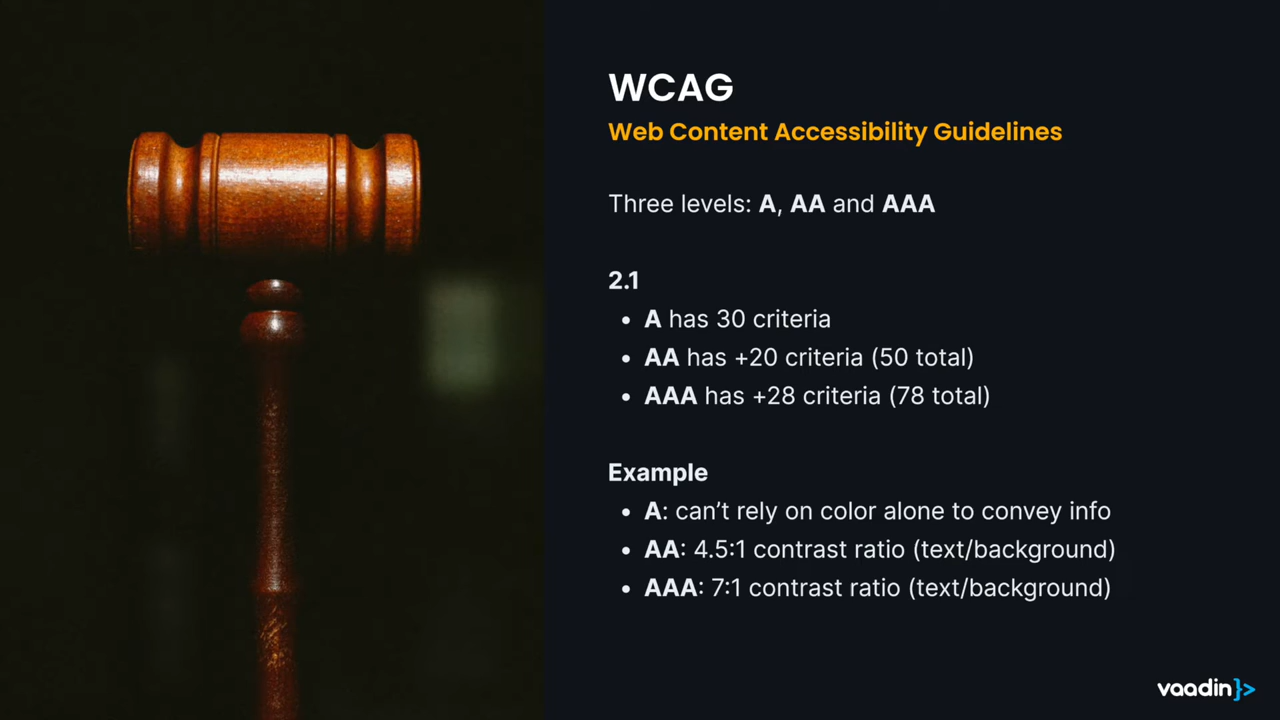 WCAG
Web Content Accessibility Guidelines
Three levels: A, AA and AAA
2.1
• A has 30 criteria
• AA has +20 criteria (50 total)
• AAA has +28 criteria (78 total)
Example
• A: can’t rely on color alone to convey info
• AA: 4.5:1 contrast ratio (text/background)
• AAA: 7:1 contrast ratio (text/background)
vaadin}>